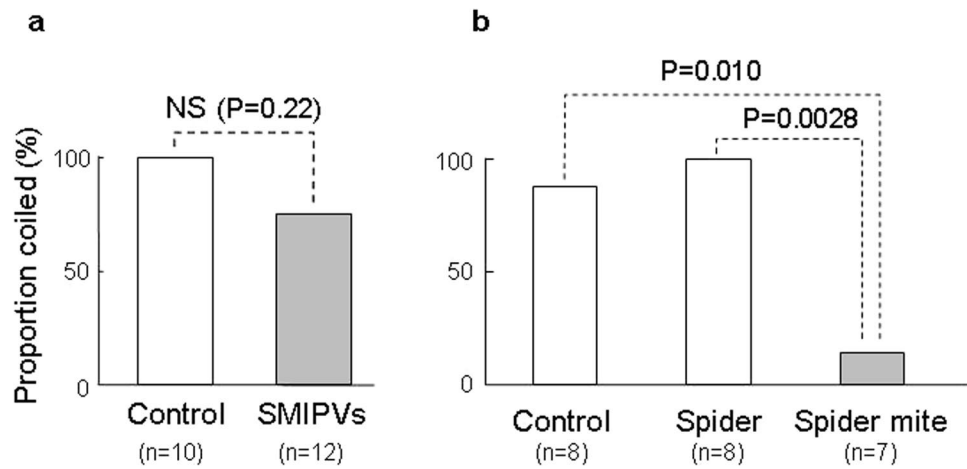 a
NS (P=0.22)
Proportion coiled (%)
100
50
0
Control
SMIPVs
(n=10)
(n=12)
b
P=0.010
P=0.0028
100
50
0
Control
Spider
Spider mite
(n=8)
(n=8)
(n=7)